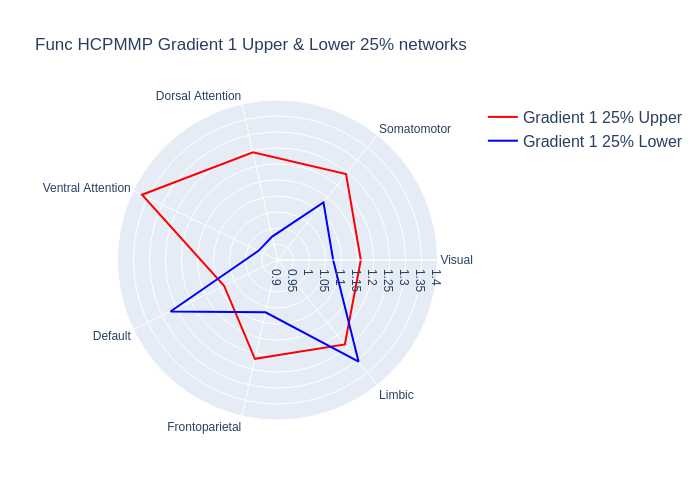 Func HCPMMP Gradient 1 Upper & Lower 25% networks
Dorsal Attention
Somatomotor
Gradient 1 25% Upper
Gradient 1 25% Lower
Ventral Attention
Visual
0.9
0.95
1
1.05
1.1
1.15
1.2
1.25
1.3
1.35
1.4
Default
Limbic
Frontoparietal